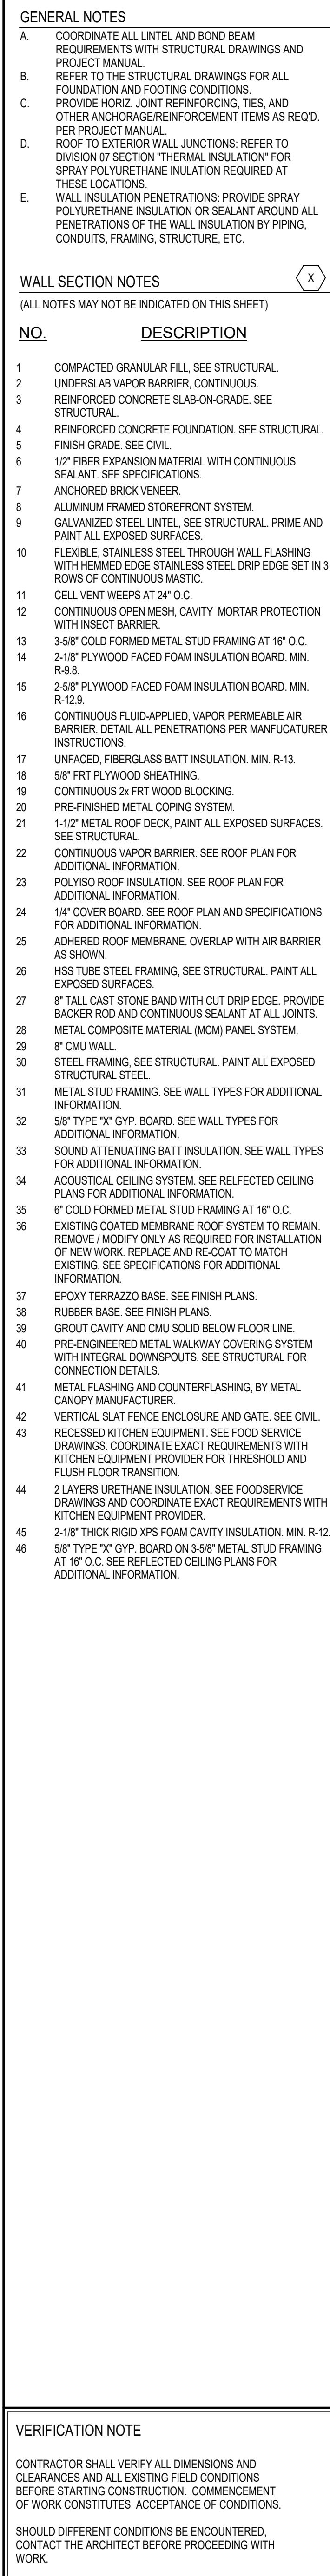 GENERAL NOTES
A. COORDINATE ALL LINTEL AND BOND BEAM
REQUIREMENTS WITH STRUCTURAL DRAWINGS AND
PROJECT MANUAL.
B. REFER TO THE STRUCTURAL DRAWINGS FOR ALL
FOUNDATION AND FOOTING CONDITIONS.
C. PROVIDE HORIZ. JOINT REFINFORCING, TIES, AND
OTHER ANCHORAGE/REINFORCEMENT ITEMS AS REQ'D.
PER PROJECT MANUAL.
D. ROOF TO EXTERIOR WALL JUNCTIONS: REFER TO
DIVISION 07 SECTION "THERMAL INSULATION" FOR
SPRAY POLYURETHANE INULATION REQUIRED AT
THESE LOCATIONS.
E. WALL INSULATION PENETRATIONS: PROVIDE SPRAY
POLYURETHANE INSULATION OR SEALANT AROUND ALL
PENETRATIONS OF THE WALL INSULATION BY PIPING,
CONDUITS, FRAMING, STRUCTURE, ETC.
WALL SECTION NOTES X
(ALL NOTES MAY NOT BE INDICATED ON THIS SHEET)
NO. DESCRIPTION
1 COMPACTED GRANULAR FILL, SEE STRUCTURAL.
2 UNDERSLAB VAPOR BARRIER, CONTINUOUS.
3 REINFORCED CONCRETE SLAB-ON-GRADE. SEE
STRUCTURAL.
4 REINFORCED CONCRETE FOUNDATION. SEE STRUCTURAL.
5 FINISH GRADE. SEE CIVIL.
6 1/2" FIBER EXPANSION MATERIAL WITH CONTINUOUS
SEALANT. SEE SPECIFICATIONS.
7 ANCHORED BRICK VENEER.
8 ALUMINUM FRAMED STOREFRONT SYSTEM.
9 GALVANIZED STEEL LINTEL, SEE STRUCTURAL. PRIME AND
PAINT ALL EXPOSED SURFACES.
10 FLEXIBLE, STAINLESS STEEL THROUGH WALL FLASHING
WITH HEMMED EDGE STAINLESS STEEL DRIP EDGE SET IN 3
ROWS OF CONTINUOUS MASTIC.
11 CELL VENT WEEPS AT 24" O.C.
12 CONTINUOUS OPEN MESH, CAVITY MORTAR PROTECTION
WITH INSECT BARRIER.
13 3-5/8" COLD FORMED METAL STUD FRAMING AT 16" O.C.
14 2-1/8" PLYWOOD FACED FOAM INSULATION BOARD. MIN.
R-9.8.
15 2-5/8" PLYWOOD FACED FOAM INSULATION BOARD. MIN.
R-12.9.
16 CONTINUOUS FLUID-APPLIED, VAPOR PERMEABLE AIR
BARRIER. DETAIL ALL PENETRATIONS PER MANFUCATURER
INSTRUCTIONS.
17 UNFACED, FIBERGLASS BATT INSULATION. MIN. R-13.
18 5/8" FRT PLYWOOD SHEATHING.
19 CONTINUOUS 2x FRT WOOD BLOCKING.
20 PRE-FINISHED METAL COPING SYSTEM.
21 1-1/2" METAL ROOF DECK, PAINT ALL EXPOSED SURFACES.
SEE STRUCTURAL.
22 CONTINUOUS VAPOR BARRIER. SEE ROOF PLAN FOR
ADDITIONAL INFORMATION.
23 POLYISO ROOF INSULATION. SEE ROOF PLAN FOR
ADDITIONAL INFORMATION.
24 1/4" COVER BOARD. SEE ROOF PLAN AND SPECIFICATIONS
FOR ADDITIONAL INFORMATION.
25 ADHERED ROOF MEMBRANE. OVERLAP WITH AIR BARRIER
AS SHOWN.
26 HSS TUBE STEEL FRAMING, SEE STRUCTURAL. PAINT ALL
EXPOSED SURFACES.
27 8" TALL CAST STONE BAND WITH CUT DRIP EDGE. PROVIDE
BACKER ROD AND CONTINUOUS SEALANT AT ALL JOINTS.
28 METAL COMPOSITE MATERIAL (MCM) PANEL SYSTEM.
29 8" CMU WALL.
30 STEEL FRAMING, SEE STRUCTURAL. PAINT ALL EXPOSED
STRUCTURAL STEEL.
31 METAL STUD FRAMING. SEE WALL TYPES FOR ADDITIONAL
INFORMATION.
32 5/8" TYPE "X" GYP. BOARD. SEE WALL TYPES FOR
ADDITIONAL INFORMATION.
33 SOUND ATTENUATING BATT INSULATION. SEE WALL TYPES
FOR ADDITIONAL INFORMATION.
34 ACOUSTICAL CEILING SYSTEM. SEE RELFECTED CEILING
PLANS FOR ADDITIONAL INFORMATION.
35 6" COLD FORMED METAL STUD FRAMING AT 16" O.C.
36 EXISTING COATED MEMBRANE ROOF SYSTEM TO REMAIN.
REMOVE / MODIFY ONLY AS REQUIRED FOR INSTALLATION
OF NEW WORK. REPLACE AND RE-COAT TO MATCH
EXISTING. SEE SPECIFICATIONS FOR ADDITIONAL
INFORMATION.
37 EPOXY TERRAZZO BASE. SEE FINISH PLANS.
38 RUBBER BASE. SEE FINISH PLANS.
39 GROUT CAVITY AND CMU SOLID BELOW FLOOR LINE.
40 PRE-ENGINEERED METAL WALKWAY COVERING SYSTEM
WITH INTEGRAL DOWNSPOUTS. SEE STRUCTURAL FOR
CONNECTION DETAILS.
41 METAL FLASHING AND COUNTERFLASHING, BY METAL
CANOPY MANUFACTURER.
42 VERTICAL SLAT FENCE ENCLOSURE AND GATE. SEE CIVIL.
43 RECESSED KITCHEN EQUIPMENT. SEE FOOD SERVICE
DRAWINGS. COORDINATE EXACT REQUIREMENTS WITH
KITCHEN EQUIPMENT PROVIDER FOR THRESHOLD AND
FLUSH FLOOR TRANSITION.
44 2 LAYERS URETHANE INSULATION. SEE FOODSERVICE
DRAWINGS AND COORDINATE EXACT REQUIREMENTS WITH
KITCHEN EQUIPMENT PROVIDER.
45 2-1/8" THICK RIGID XPS FOAM CAVITY INSULATION. MIN. R-12.
46 5/8" TYPE "X" GYP. BOARD ON 3-5/8" METAL STUD FRAMING
AT 16" O.C. SEE REFLECTED CEILING PLANS FOR
ADDITIONAL INFORMATION.
VERIFICATION NOTE
CONTRACTOR SHALL VERIFY ALL DIMENSIONS AND
CLEARANCES AND ALL EXISTING FIELD CONDITIONS
BEFORE STARTING CONSTRUCTION. COMMENCEMENT
OF WORK CONSTITUTES ACCEPTANCE OF CONDITIONS.
SHOULD DIFFERENT CONDITIONS BE ENCOUNTERED,
CONTACT THE ARCHITECT BEFORE PROCEEDING WITH
WORK.